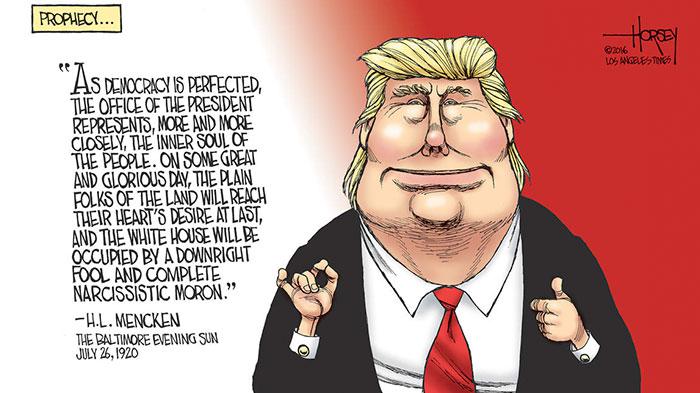 PROPHECY...
"AS DEMOCRACY IS PERFECTED,
THE OFFICE OF THE PRESIDENT
REPRESENTS, MORE AND MORE
CLOSELY, THE INNER SOUL OF
THE PEOPLE. ON SOME GREAT
AND GLORIOUS DAY, THE PLAIN
FOLKS OF THE LAND WILL REACH
THEIR HEART'S DESIRE AT LAST,
AND THE WHITE HOUSE WILL BE
OCCUPIED BY A DOWNRIGHT
FOOL AND COMPLETE
NARCISSISTIC MORON."
—H.L. MENCKEN
THE BALTIMORE EVENING SUN
JULY 26, 1920
HORSEY
©2016
LOS ANGELES TIMES